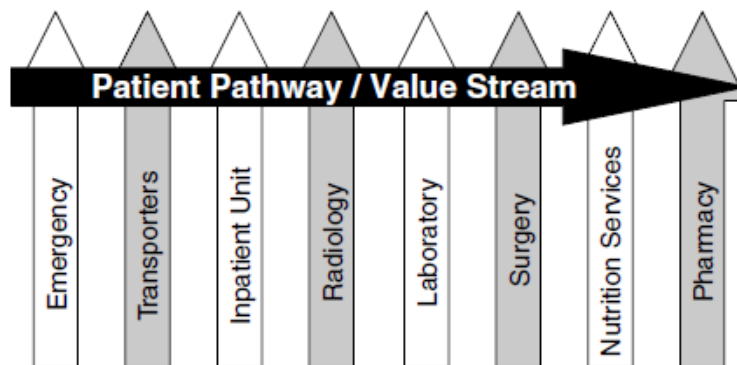 Patient Pathway / Value Stream
Emergency
Transporters
Inpatient Unit
Radiology
Laboratory
Surgery
Nutrition Services
Pharmacy